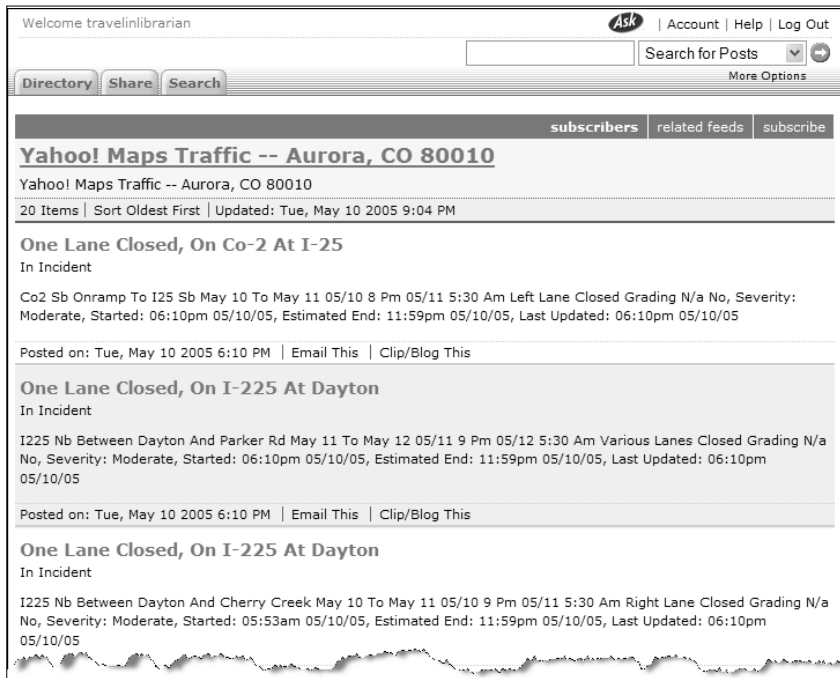 Welcome travelinlibrarian
Ask | Account | Help | Log Out
Search for Posts
More Options
Directory Share Search
subscribers | related feeds | subscribe
Yahoo! Maps Traffic -- Aurora, CO 80010
Yahoo! Maps Traffic -- Aurora, CO 80010
20 Items | Sort Oldest First | Updated: Tue, May 10 2005 9:04 PM
One Lane Closed, On Co-2 At I-25
In Incident
Co2 Sb Onramp To I25 Sb May 10 To May 11 05/10 8 Pm 05/11 5:30 Am Left Lane Closed Grading N/a No, Severity:
Moderate, Started: 06:10pm 05/10/05, Estimated End: 11:59pm 05/10/05, Last Updated: 06:10pm 05/10/05
Posted on: Tue, May 10 2005 6:10 PM | Email This | Clip/Blog This
One Lane Closed, On I-225 At Dayton
In Incident
I225 Nb Between Dayton And Parker Rd May 11 To May 12 05/11 9 Pm 05/12 5:30 Am Various Lanes Closed Grading N/a
No, Severity: Moderate, Started: 06:10pm 05/10/05, Estimated End: 11:59pm 05/10/05, Last Updated: 06:10pm
05/10/05
Posted on: Tue, May 10 2005 6:10 PM | Email This | Clip/Blog This
One Lane Closed, On I-225 At Dayton
In Incident
I225 Nb Between Dayton And Cherry Creek May 10 To May 11 05/10 9 Pm 05/11 5:30 Am Right Lane Closed Grading N/a
No, Severity: Moderate, Started: 05:53am 05/10/05, Estimated End: 11:59pm 05/10/05, Last Updated: 06:10pm
05/10/05